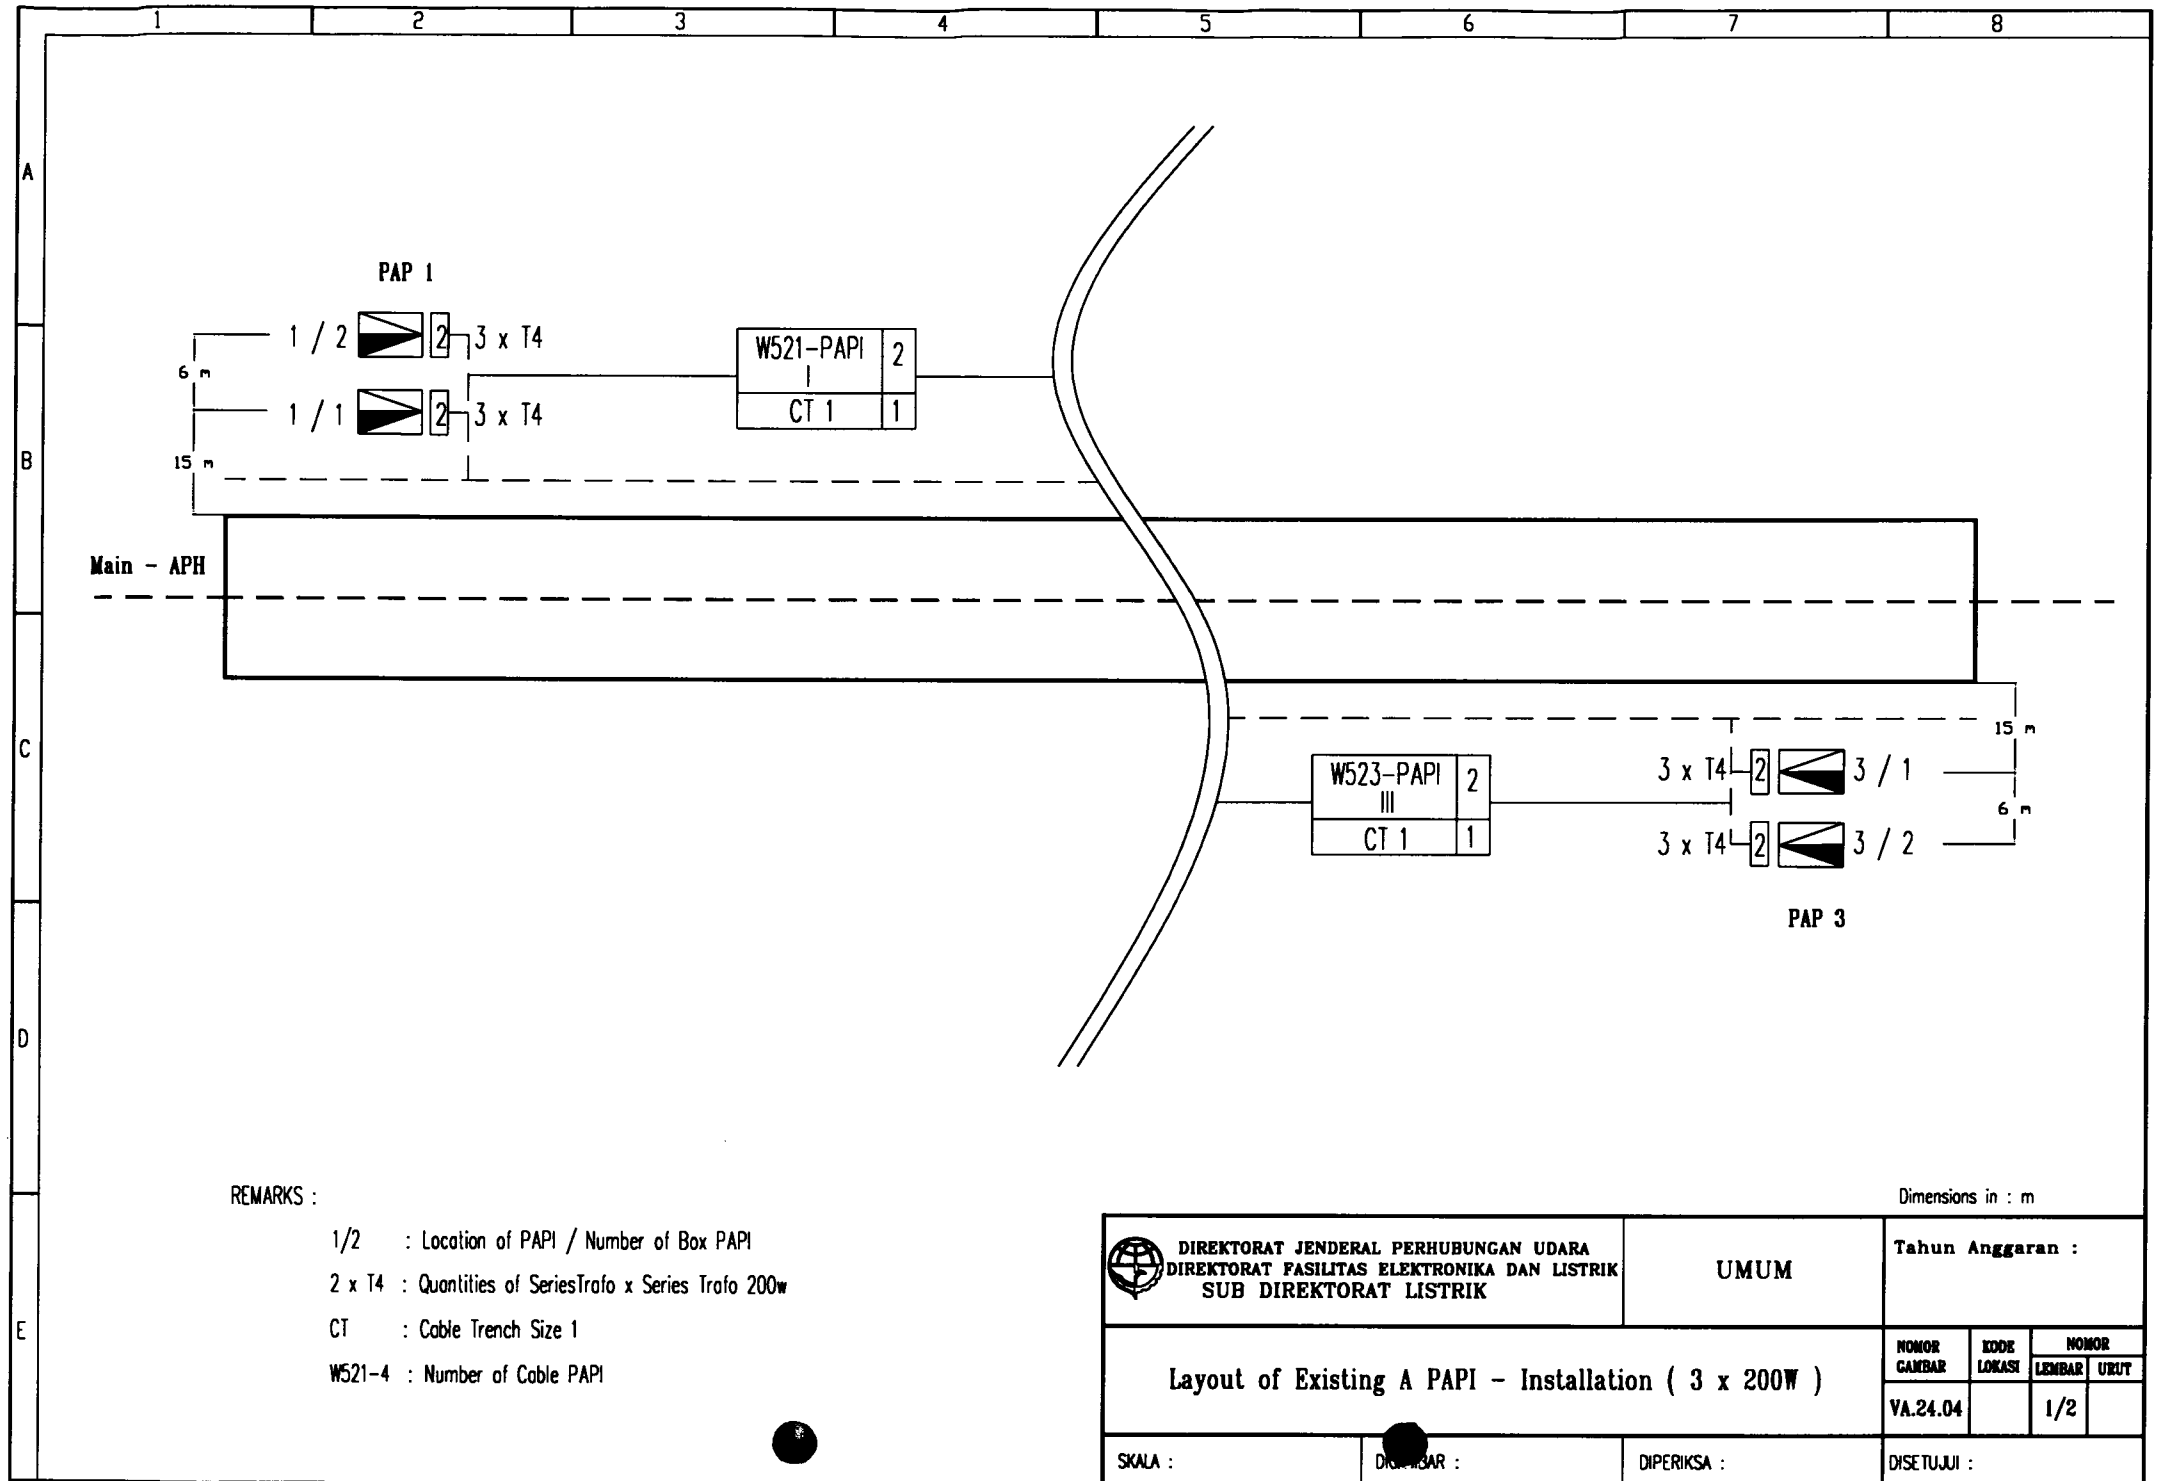 1 2 3 4 5 6 7 8
A
PAP 1
1 / 2 2 3 x T4
6 m
1 / 1 2 3 x T4
W521-PAPI 2
I
CT 1 1
B
15 m
Main - APH
C
15 m
W523-PAPI 2
III
CT 1 1
3 x T4 2 3 / 1
6 m
3 x T4 2 3 / 2
PAP 3
D
E
REMARKS :
1/2 : Location of PAPI / Number of Box PAPI
2 x T4 : Quantities of SeriesTrafo x Series Trafo 200w
CT : Cable Trench Size 1
W521-4 : Number of Cable PAPI
Dimensions in : m
DIREKTORAT JENDERAL PERHUBUNGAN UDARA
DIREKTORAT FASILITAS ELEKTRONIKA DAN LISTRIK
SUB DIREKTORAT LISTRIK
UMUM
Tahun Anggaran :
Layout of Existing A PAPI - Installation ( 3 x 200W )
NOMOR GAMBAR
KODE LOKASI
NOMOR
LEMBAR URUT
VA.24.04 1/2
SKALA :
DIPERIKSA :
DISETUJUI :